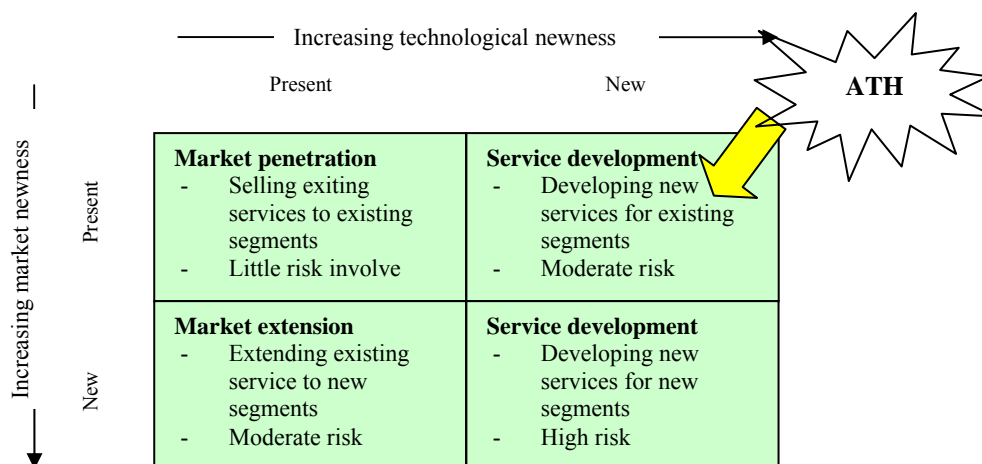 Increasing technological newness
Present
New
ATH
Increasing market newness
Present
New
Market penetration
- Selling exiting
services to existing
segments
- Little risk involve
Service development
- Developing new
services for existing
segments
- Moderate risk
Market extension
- Extending existing
service to new
segments
- Moderate risk
Service development
- Developing new
services for new
segments
- High risk